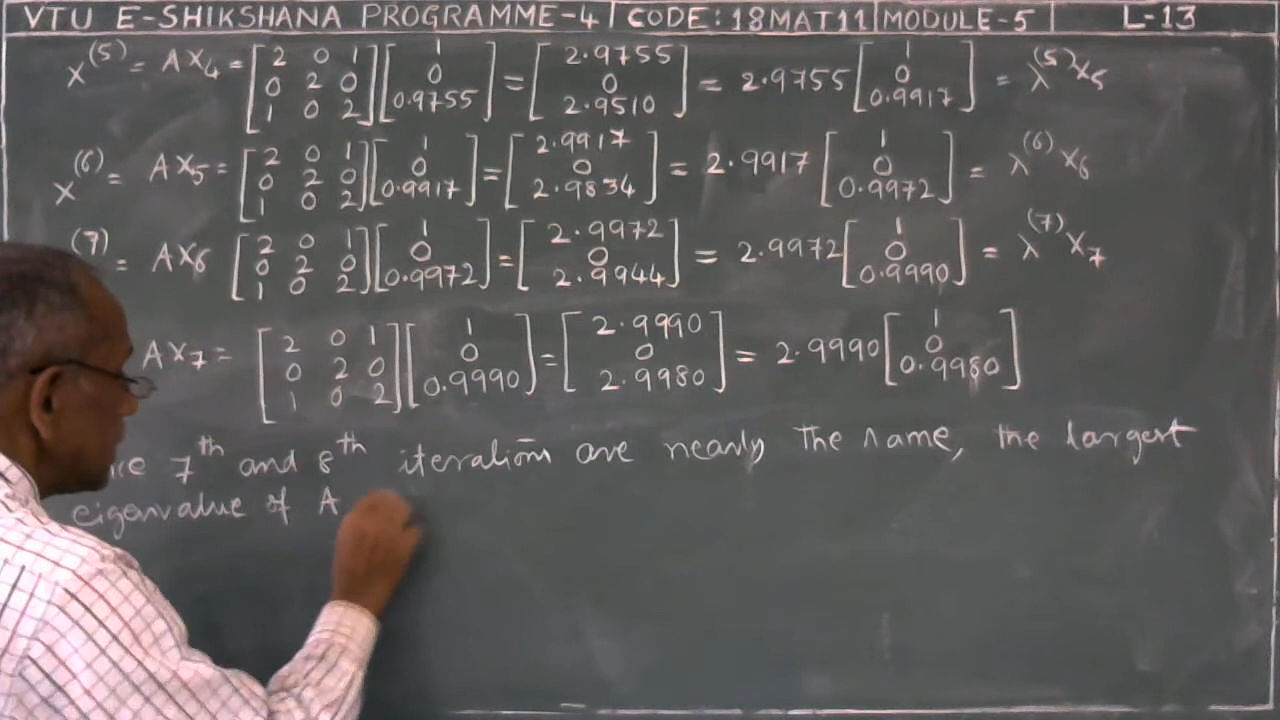 VTU E-SHIKSHANA PROGRAMME-4 | CODE: 18MAT11 | MODULE-5 | L-13
X^(5) = AX4 = [2 0 1; 0 2 0; 1 0 2] [1; 0; 0.9755] = [2.9755; 0; 2.9510] = 2.9755 [1; 0; 0.9917] = λ^(5) X5
X^(6) = AX5 = [2 0 1; 0 2 0; 1 0 2] [1; 0; 0.9917] = [2.9917; 0; 2.9834] = 2.9917 [1; 0; 0.9972] = λ^(6) X6
(7) = AX6 [2 0 1; 0 2 0; 1 0 2] [1; 0; 0.9972] = [2.9972; 0; 2.9944] = 2.9972 [1; 0; 0.9990] = λ^(7) X7
AX7 = [2 0 1; 0 2 0; 1 0 2] [1; 0; 0.9990] = [2.9990; 0; 2.9980] = 2.9990 [1; 0; 0.9980]
7th and 8th iterations are nearly the same, the largest
eigenvalue of A